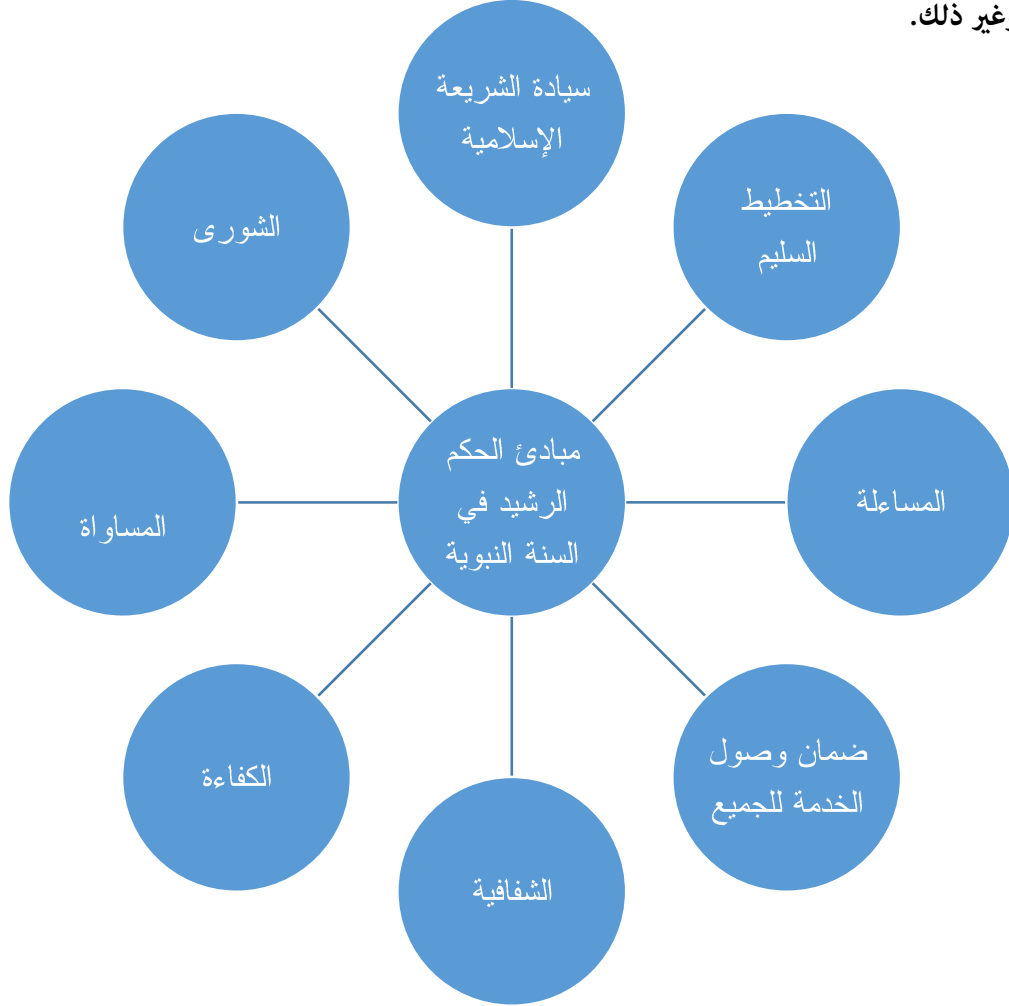 وغير ذلك.
سيادة الشريعة
الإسلامية
التخطيط
السليم
المساءلة
ضمان وصول
الخدمة للجميع
الشفافية
الكفاءة
المساواة
الشورى
مبادئ الحكم
الرشيد في
السنة النبوية